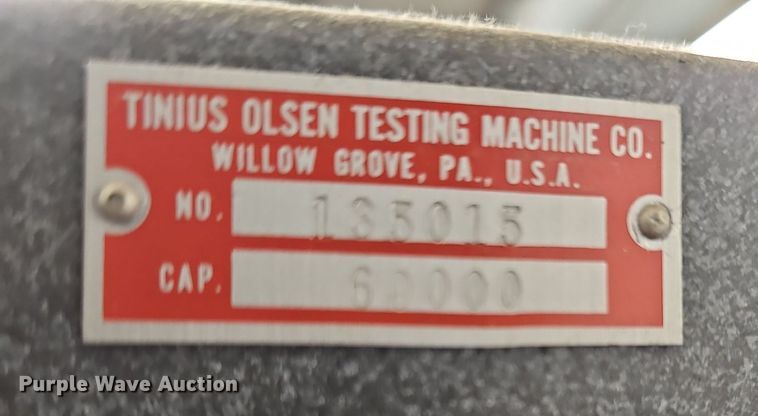 TINIUS OLSEN TESTING MACHINE CO.
WILLOW GROVE, PA., U.S.A.
NO. 135015
CAP. 60000
Purple Wave Auction